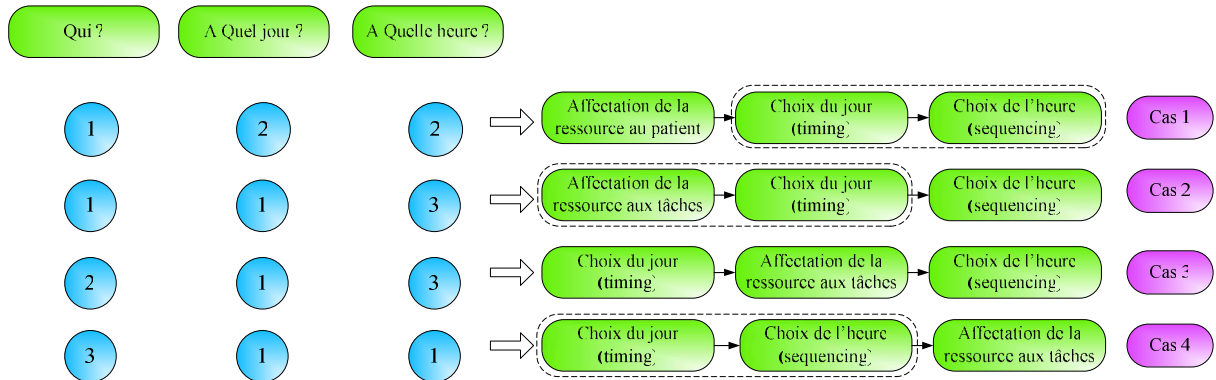 Qui ?
A Quel jour ?
A Quelle heure ?
1
2
2
Affectation de la
ressource au patient
Choix du jour
(timing)
Choix de l'heure
(sequencing)
Cas 1
1
1
3
Affectation de la
ressource aux tâches
Choix du jour
(timing)
Choix de l'heure
(sequencing)
Cas 2
2
1
3
Choix du jour
(timing)
Affectation de la
ressource aux tâches
Choix de l'heure
(sequencing)
Cas 3
3
1
1
Choix du jour
(timing)
Choix de l'heure
(sequencing)
Affectation de la
ressource aux tâches
Cas 4